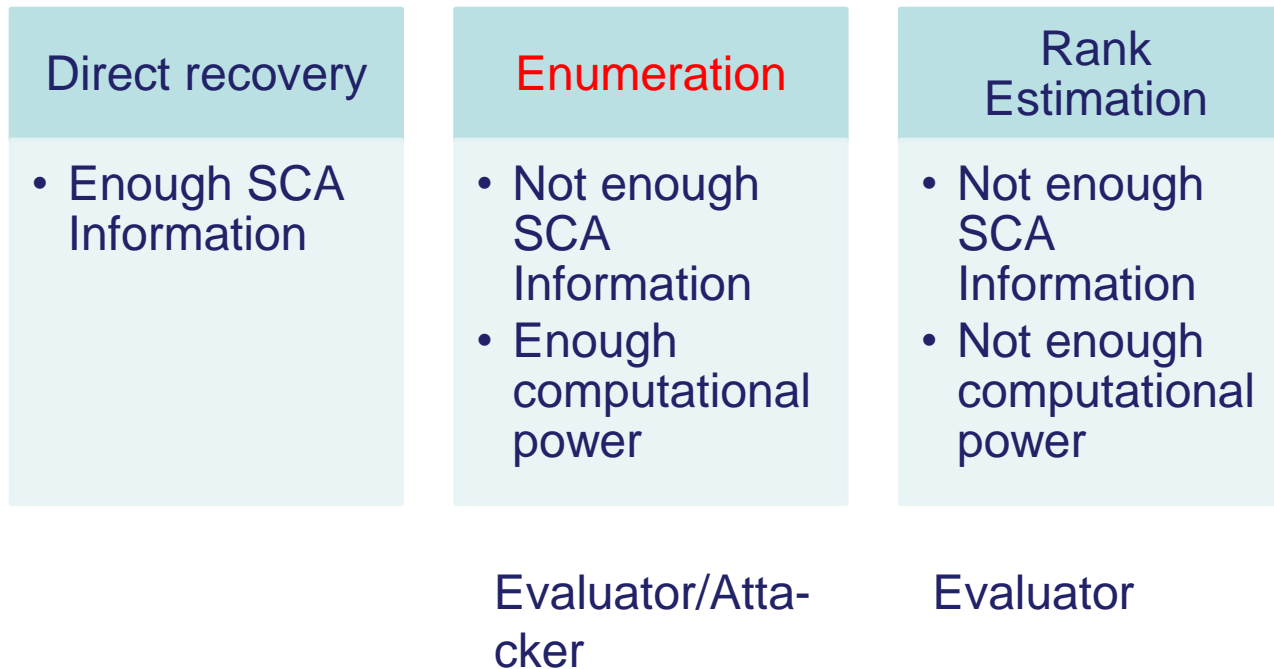 Direct recovery
• Enough SCA
Information
Enumeration
• Not enough
SCA
Information
• Enough
computational
power
Rank
Estimation
• Not enough
SCA
Information
• Not enough
computational
power
Evaluator/Atta-
cker
Evaluator